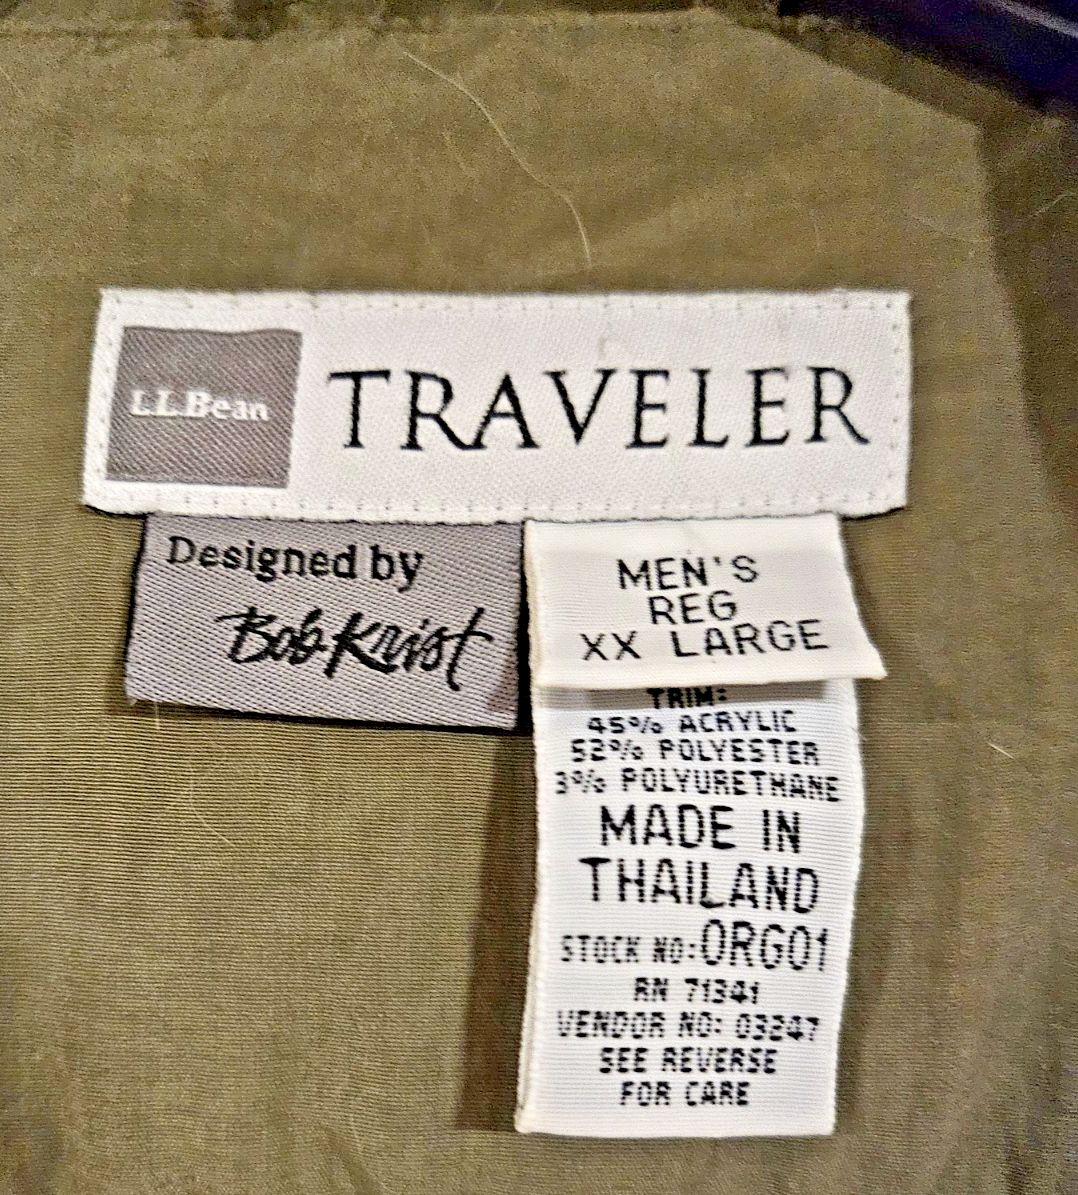 L.L.Bean
TRAVELER
Designed by
Bob Krist
MEN'S
REG
XX LARGE
TRIM:
45% ACRYLIC
52% POLYESTER
3% POLYURETHANE
MADE IN
THAILAND
STOCK NO:0RG01
RN 71341
VENDOR NO: 03247
SEE REVERSE
FOR CARE